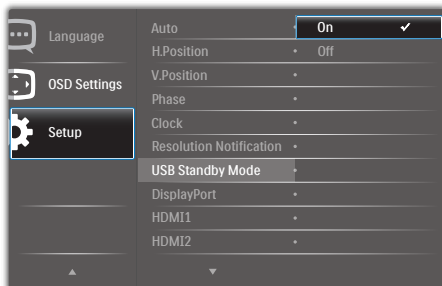 Language
OSD Settings
Setup
Auto
H.Position
V.Position
Phase
Clock
Resolution Notification
USB Standby Mode
DisplayPort
HDMI1
HDMI2
On
Off